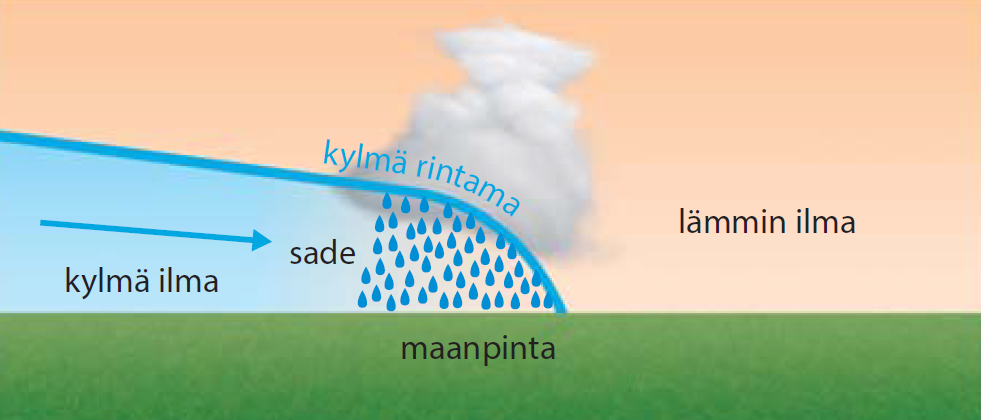 kylmä rintama
lämmin ilma
sade
kylmä ilma
maanpinta